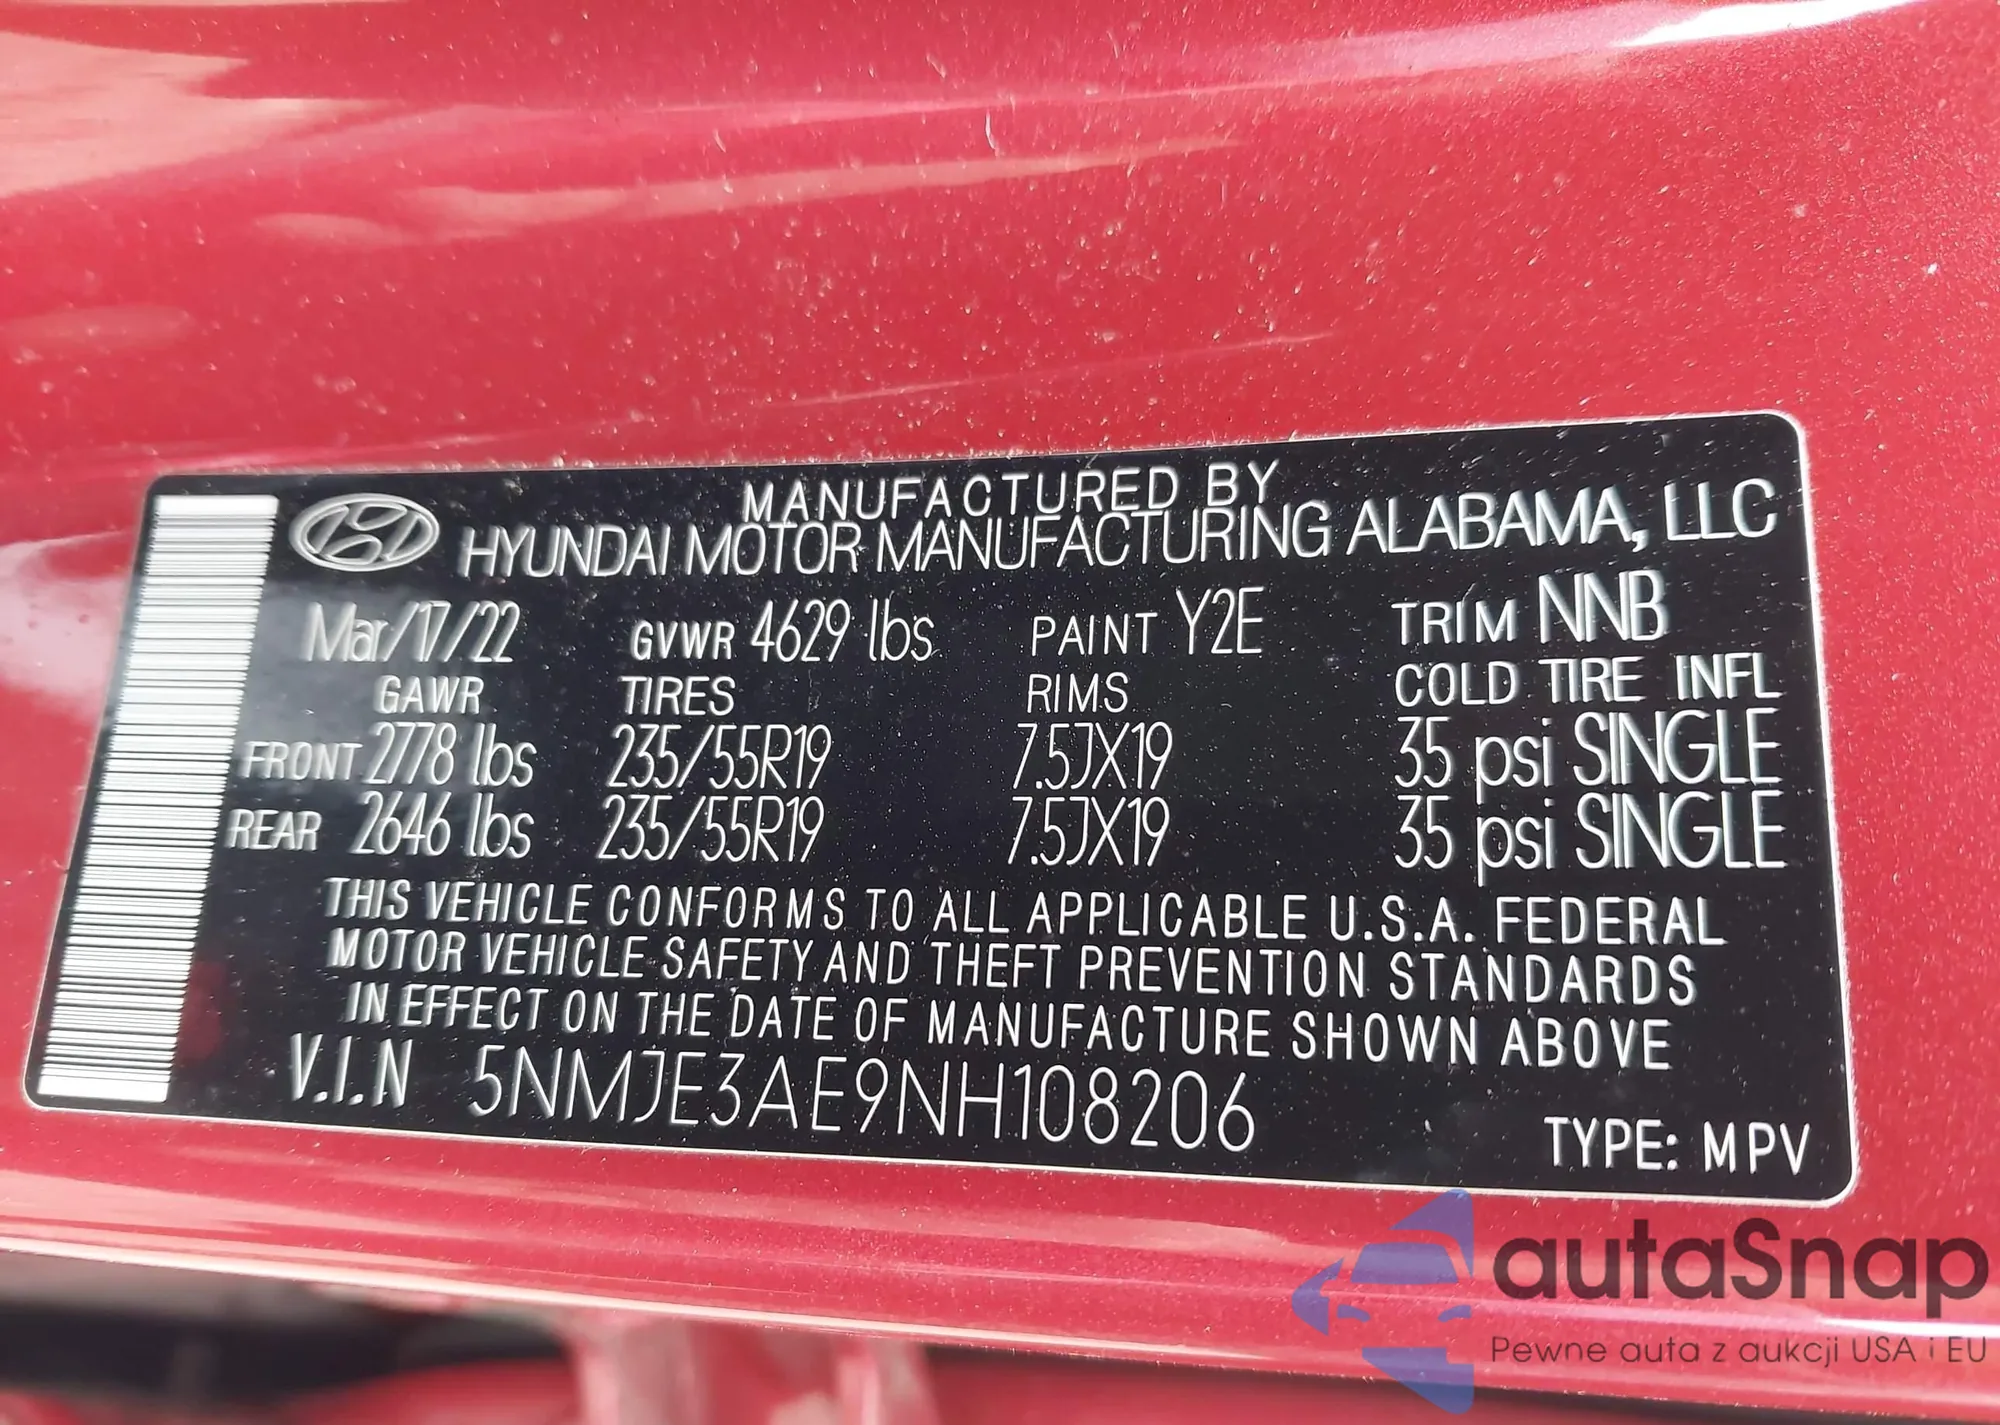 MANUFACTURED BY
HYUNDAI MOTOR MANUFACTURING ALABAMA, LLC
Mar/17/22 GVWR 4629 lbs PAINT Y2E TRIM NNB
GAWR TIRES RIMS COLD TIRE INFL
FRONT 2778 lbs 235/55R19 7.5JX19 35 psi SINGLE
REAR 2646 lbs 235/55R19 7.5JX19 35 psi SINGLE
THIS VEHICLE CONFORMS TO ALL APPLICABLE U.S.A. FEDERAL
MOTOR VEHICLE SAFETY AND THEFT PREVENTION STANDARDS
IN EFFECT ON THE DATE OF MANUFACTURE SHOWN ABOVE
V.I.N 5NMJE3AE9NH108206
TYPE: MPV
autaSnap
Pewne auta z aukcji USA i EU